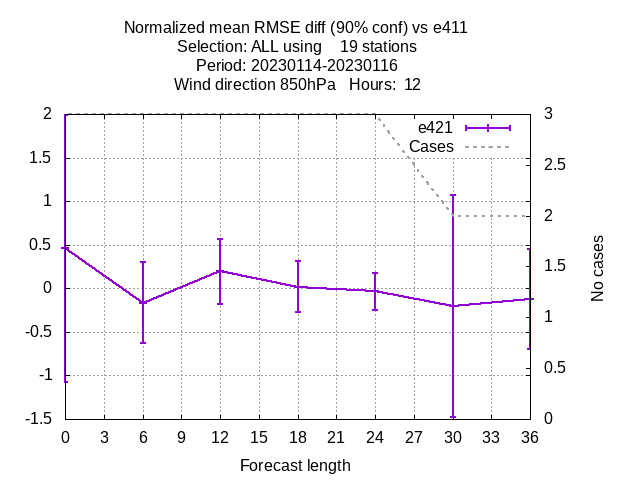 Normalized mean RMSE diff (90% conf) vs e411
Selection: ALL using    19 stations
Period: 20230114-20230116
Wind direction 850hPa   Hours:  12
2
1.5
1
0.5
0
-0.5
-1
-1.5
e421
Cases
3
2.5
2
1.5
1
0.5
0
No cases
0 3 6 9 12 15 18 21 24 27 30 33 36
Forecast length